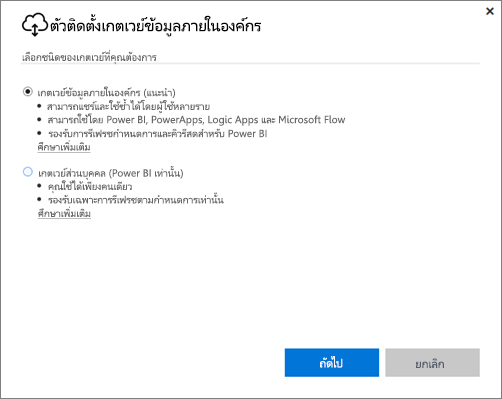 ตัวติดตั้งเกตเวย์ข้อมูลภายในองค์กร
เลือกชนิดของเกตเวย์ที่คุณต้องการ
เกตเวย์ข้อมูลภายในองค์กร (แนะนำ)
สามารถแชร์และใช้ซ้ำได้โดยผู้ใช้หลายราย
สามารถใช้โดย Power BI, PowerApps, Logic Apps และ Microsoft Flow
รองรับการรีเฟรชกำหนดการและคิวรีสดสำหรับ Power BI
ศึกษาเพิ่มเติม
เกตเวย์ส่วนบุคคล (Power BI เท่านั้น)
คุณใช้ได้เพียงคนเดียว
รองรับเฉพาะการรีเฟรชตามกำหนดการเท่านั้น
ศึกษาเพิ่มเติม
ถัดไป
ยกเลิก